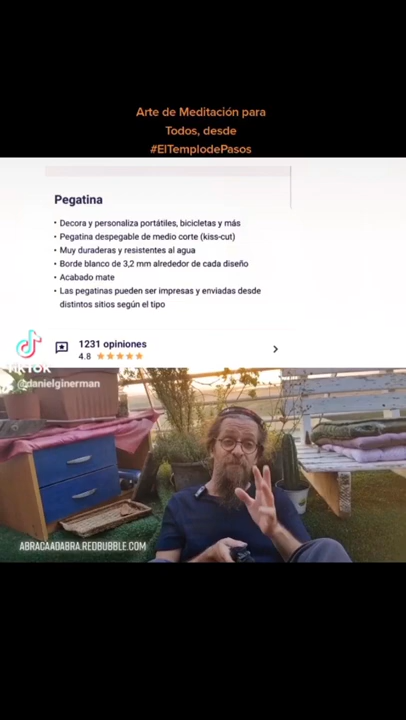 Arte de Meditación para
Todos, desde
#ElTemplodePasos
Pegatina
• Decora y personaliza portátiles, bicicletas y más
• Pegatina despegable de medio corte (kiss-cut)
• Muy duraderas y resistentes al agua
• Borde blanco de 3,2 mm alrededor de cada diseño
• Acabado mate
• Las pegatinas pueden ser impresas y enviadas desde
distintos sitios según el tipo
1231 opiniones
4.8
TikTok
@danielginerman
ABRACAADABRA.REDBUBBLE.COM